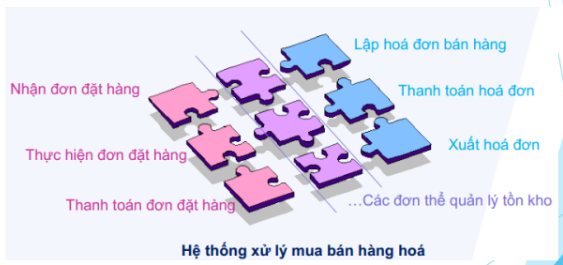 Lập hoá đơn bán hàng
Nhận đơn đặt hàng
Thanh toán hoá đơn
Thực hiện đơn đặt hàng
Xuất hoá đơn
Thanh toán đơn đặt hàng
...Các đơn thể quản lý tồn kho
Hệ thống xử lý mua bán hàng hoá